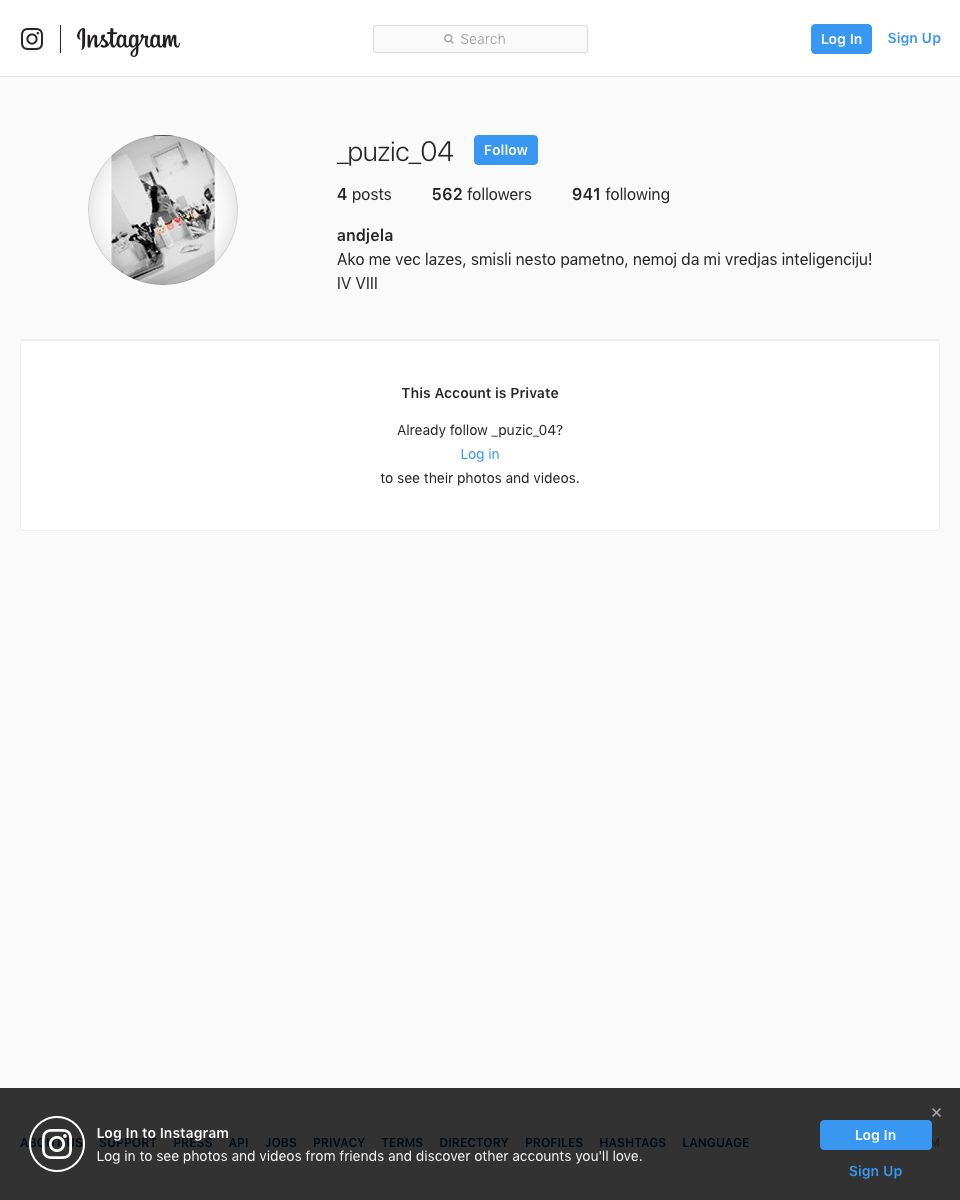 Instagram
Search
Log In
Sign Up
_puzic_04
Follow
4 posts
562 followers
941 following
andjela
Ako me vec lazes, smisli nesto pametno, nemoj da mi vredjas inteligenciju!
IV VIII
This Account is Private
Already follow _puzic_04?
Log in
to see their photos and videos.
SUPPORT PRESS API JOBS PRIVACY TERMS DIRECTORY PROFILES HASHTAGS LANGUAGE
Log In to Instagram
Log in to see photos and videos from friends and discover other accounts you'll love.
Log In
Sign Up